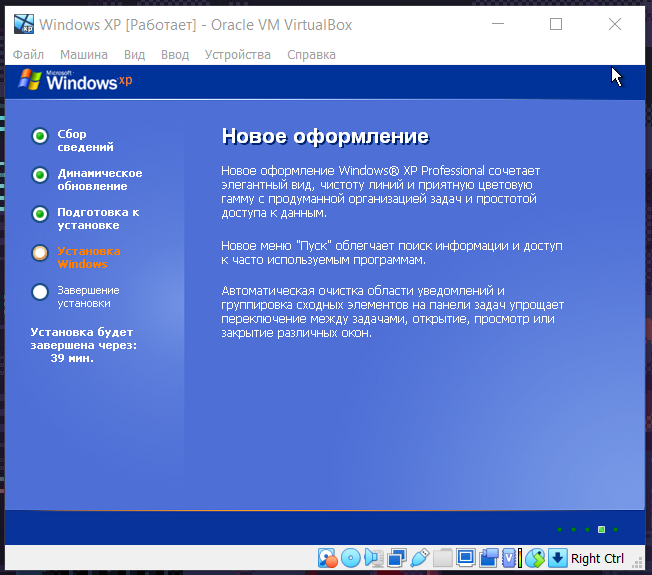 Windows XP [Работает] - Oracle VM VirtualBox
Файл Машина Вид Ввод Устройства Справка
Microsoft
Windows xp
Сбор
сведений
Динамическое
обновление
Подготовка к
установке
Установка
Windows
Завершение
установки
Установка будет
завершена через:
39 мин.
Новое оформление
Новое оформление Windows® XP Professional сочетает
элегантный вид, чистоту линий и приятную цветовую
гамму с продуманной организацией задач и простотой
доступа к данным.
Новое меню "Пуск" облегчает поиск информации и доступ
к часто используемым программам.
Автоматическая очистка области уведомлений и
группировка сходных элементов на панели задач упрощает
переключение между задачами, открытие, просмотр или
закрытие различных окон.
Right Ctrl